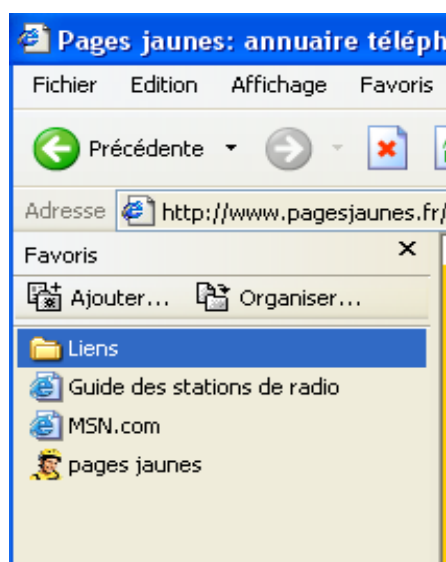 Pages jaunes: annuaire téléph
Fichier Edition Affichage Favoris
Précédente
Adresse http://www.pagesjaunes.fr/
Favoris
Ajouter... Organiser...
Liens
Guide des stations de radio
MSN.com
pages jaunes